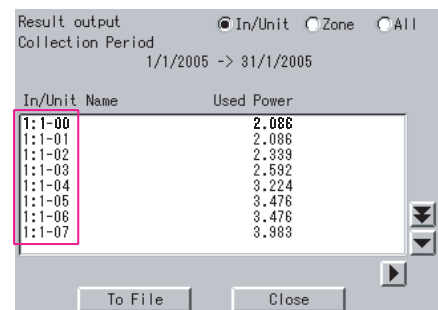 Result output In/Unit Zone All
Collection Period
1/1/2005 -> 31/1/2005
In/Unit Name Used Power
1:1-00 2.086
1:1-01 2.086
1:1-02 2.339
1:1-03 2.592
1:1-04 3.224
1:1-05 3.476
1:1-06 3.476
1:1-07 3.983
To File Close